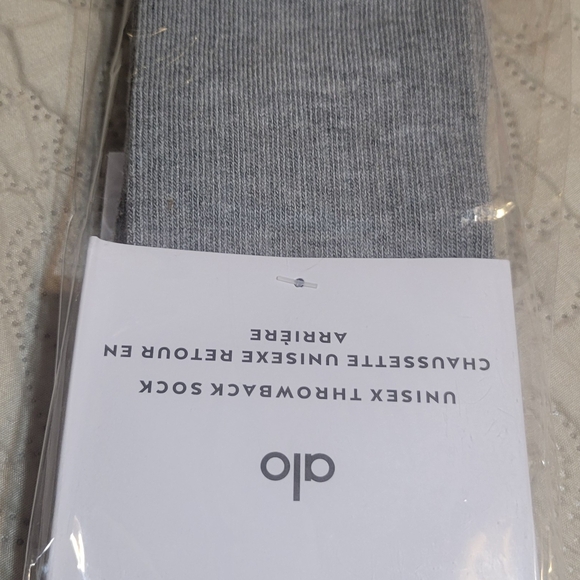 alo
UNISEX THROWBACK SOCK
CHAUSSETTE UNISEXE RETOUR EN
ARRIÈRE